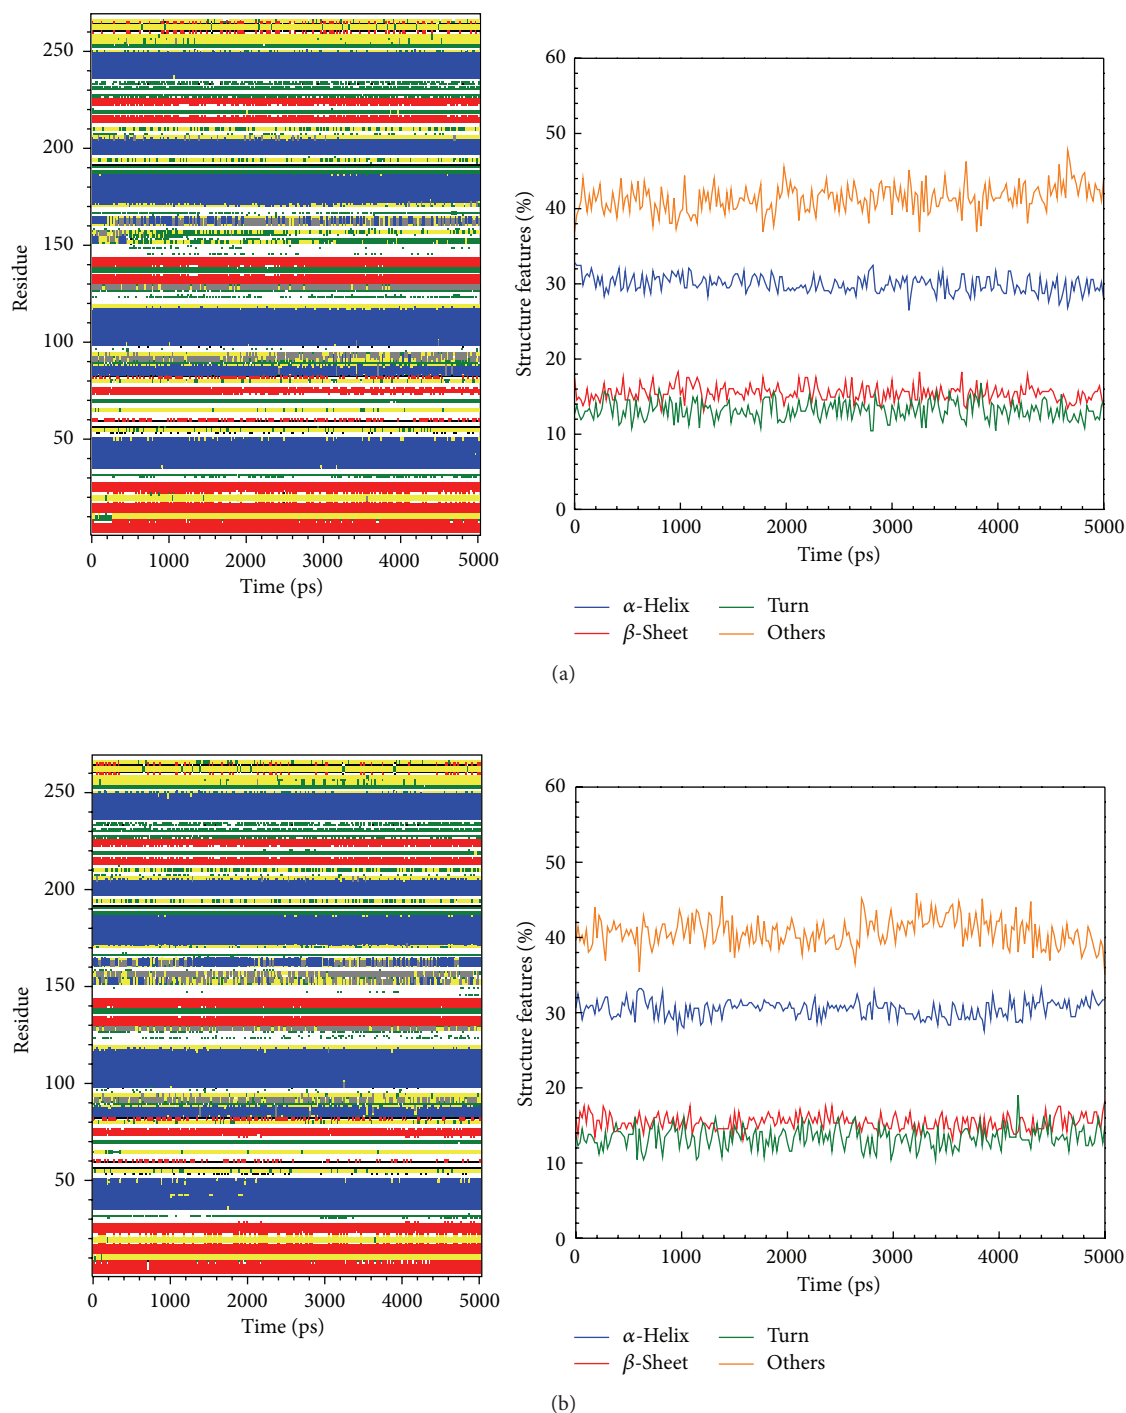 250
200
150
100
50
Residue
0 1000 2000 3000 4000 5000
Time (ps)
60
50
40
30
20
10
0
Structure features (%)
0 1000 2000 3000 4000 5000
Time (ps)
α-Helix Turn
β-Sheet Others
(a)
250
200
150
100
50
Residue
0 1000 2000 3000 4000 5000
Time (ps)
60
50
40
30
20
10
0
Structure features (%)
0 1000 2000 3000 4000 5000
Time (ps)
α-Helix Turn
β-Sheet Others
(b)